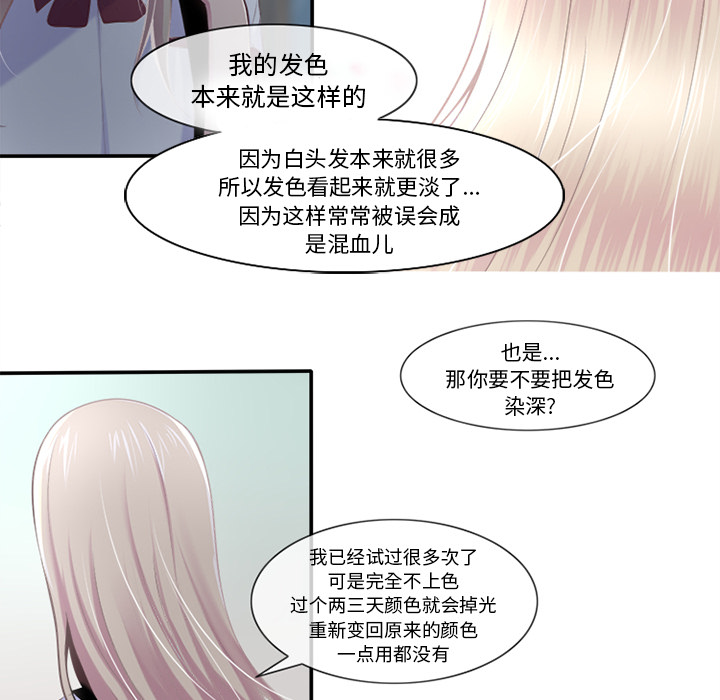 我的发色
本来就是这样的
因为白头发本来就很多
所以发色看起来就更淡了...
因为这样常常被误会成
是混血儿
也是...
那你要不要把发色
染深?
我已经试过很多次了
可是完全不上色
过个两三天颜色就会掉光
重新变回原来的颜色
一点用都没有